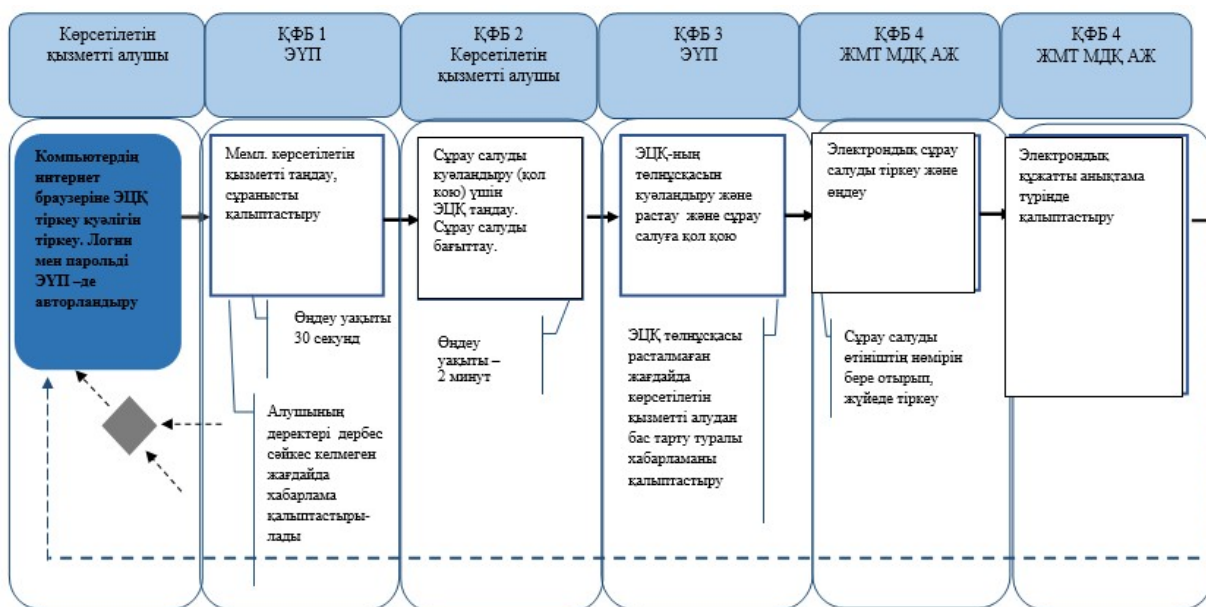 Көрсетілетін
қызметті алушы
ҚФБ 1
ЭҮП
ҚФБ 2
Көрсетілетін
қызметті алушы
ҚФБ 3
ЭҮП
ҚФБ 4
ЖМТ МДҚ АЖ
ҚФБ 4
ЖМТ МДҚ АЖ
Компьютердің
интернет
браузеріне ЭЦҚ
тіркеу куәлігін
тіркеу. Логин
мен парольді
ЭҮП –де
авторландыру
Мемл. көрсетілетін
қызметті таңдау,
сұранысты
қалыптастыру
Сұрау салуды
куәландыру (қол
қою) үшін
ЭЦҚ таңдау.
Сұрау салуды
бағыттау.
ЭЦҚ-ның
төлнұсқасын
куәландыру және
растау және сұрау
салуға қол қою
Электрондық сұрау
салуды тіркеу және
өңдеу
Электрондық
құжатты анықтама
түрінде
қалыптастыру
Өңдеу уақыты
30 секунд
Алушының
деректері дербес
сәйкес келмеген
жағдайда
хабарлама
қалыптастыры-
лады
Өңдеу
уақыты –
2 минут
ЭЦҚ төлнұсқасы
расталмаған
жағдайда
көрсетілетін
қызметті алудан
бас тарту туралы
хабарламаны
қалыптастыру
Сұрау салуды
өтініштің нөмірін
бере отырып,
жүйеде тіркеу